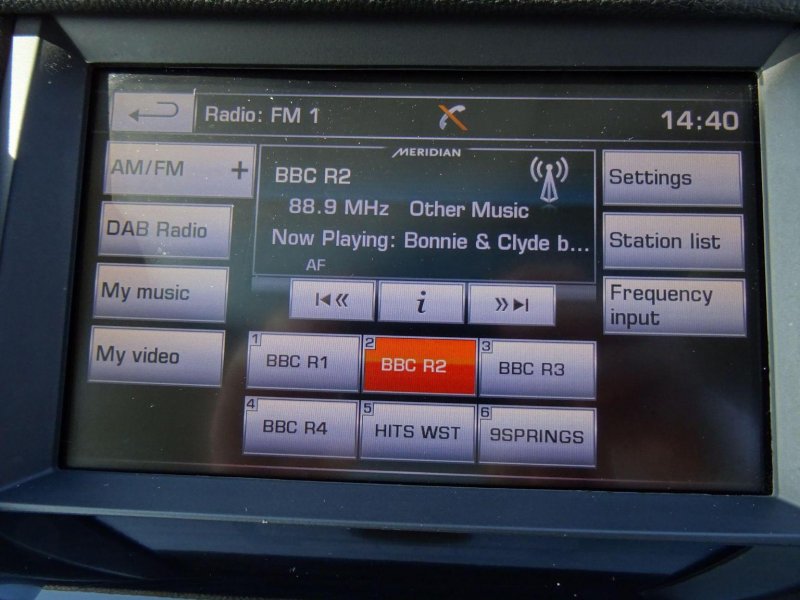 Radio: FM 1
14:40
AM/FM +
DAB Radio
My music
My video
MERIDIAN
BBC R2
88.9 MHz Other Music
Now Playing: Bonnie & Clyde b...
AF
i
Settings
Station list
Frequency
input
1 BBC R1
2 BBC R2
3 BBC R3
4 BBC R4
5 HITS WST
6 9SPRINGS